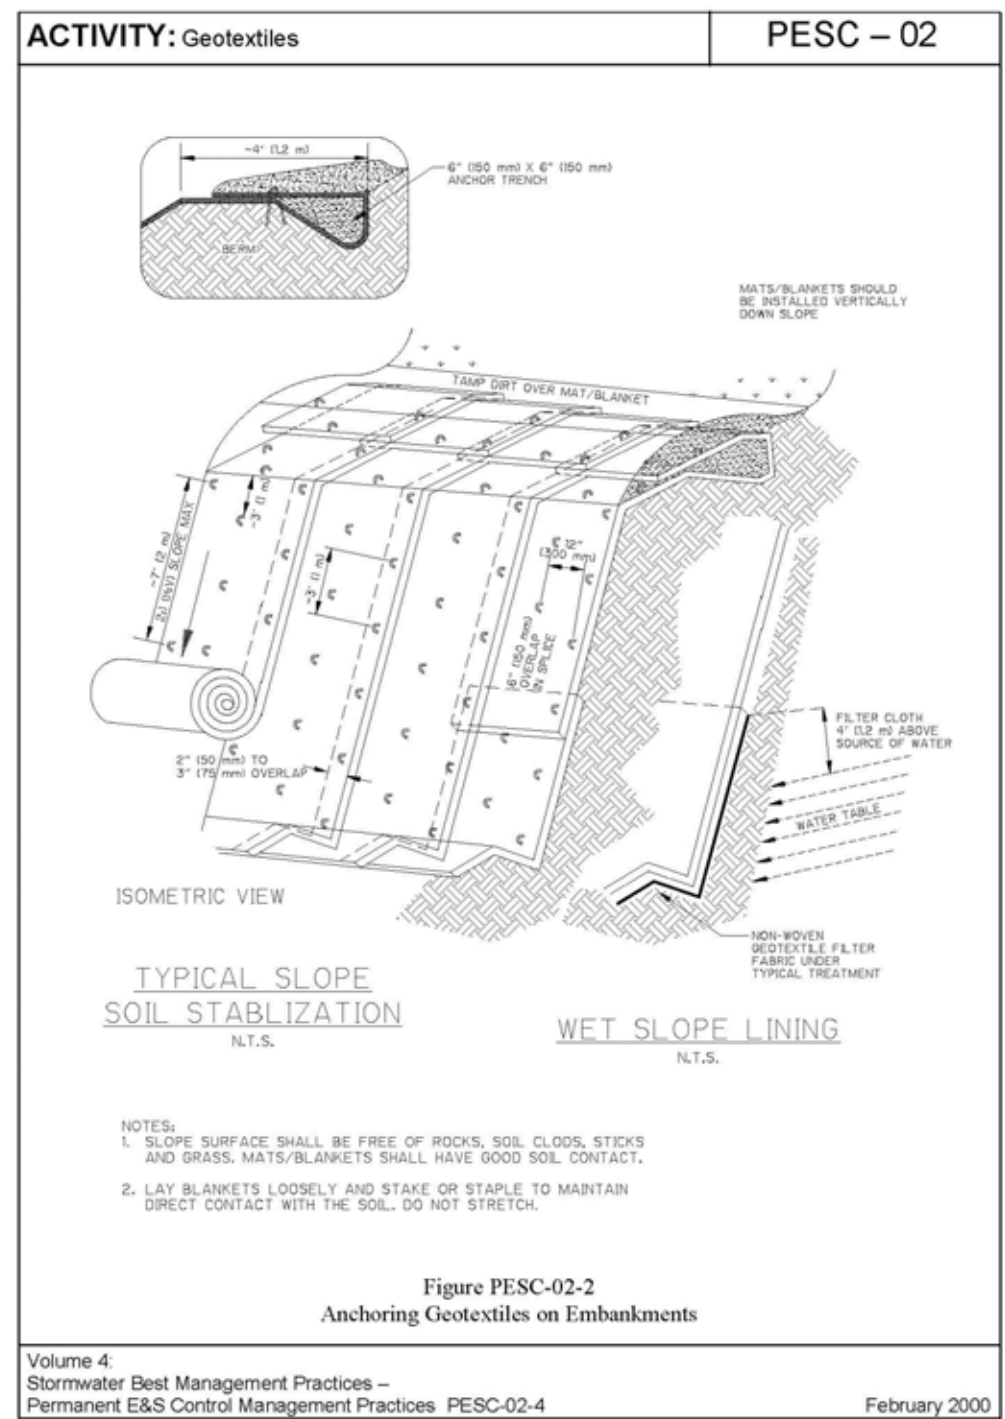 ACTIVITY: Geotextiles
PESC – 02
~4' (1.2 m)
6" (150 mm) X 6" (150 mm)
ANCHOR TRENCH
BERM
MATS/BLANKETS SHOULD
BE INSTALLED VERTICALLY
DOWN SLOPE
TAMP DIRT OVER MAT/BLANKET
~3' (1 m)
~7' (2 m)
SLOPE MAX
~3' (1 m)
12"
(300 mm)
6" (150 mm)
OVERLAP
IN SPLICE
2" (50 mm) TO
3" (75 mm) OVERLAP
FILTER CLOTH
4' (1.2 m) ABOVE
SOURCE OF WATER
WATER TABLE
ISOMETRIC VIEW
NON-WOVEN
GEOTEXTILE FILTER
FABRIC UNDER
TYPICAL TREATMENT
TYPICAL SLOPE
SOIL STABLIZATION
N.T.S.
WET SLOPE LINING
N.T.S.
NOTES:
1. SLOPE SURFACE SHALL BE FREE OF ROCKS, SOIL CLODS, STICKS
AND GRASS. MATS/BLANKETS SHALL HAVE GOOD SOIL CONTACT.
2. LAY BLANKETS LOOSELY AND STAKE OR STAPLE TO MAINTAIN
DIRECT CONTACT WITH THE SOIL. DO NOT STRETCH.
Figure PESC-02-2
Anchoring Geotextiles on Embankments
Volume 4:
Stormwater Best Management Practices –
Permanent E&S Control Management Practices PESC-02-4
February 2000